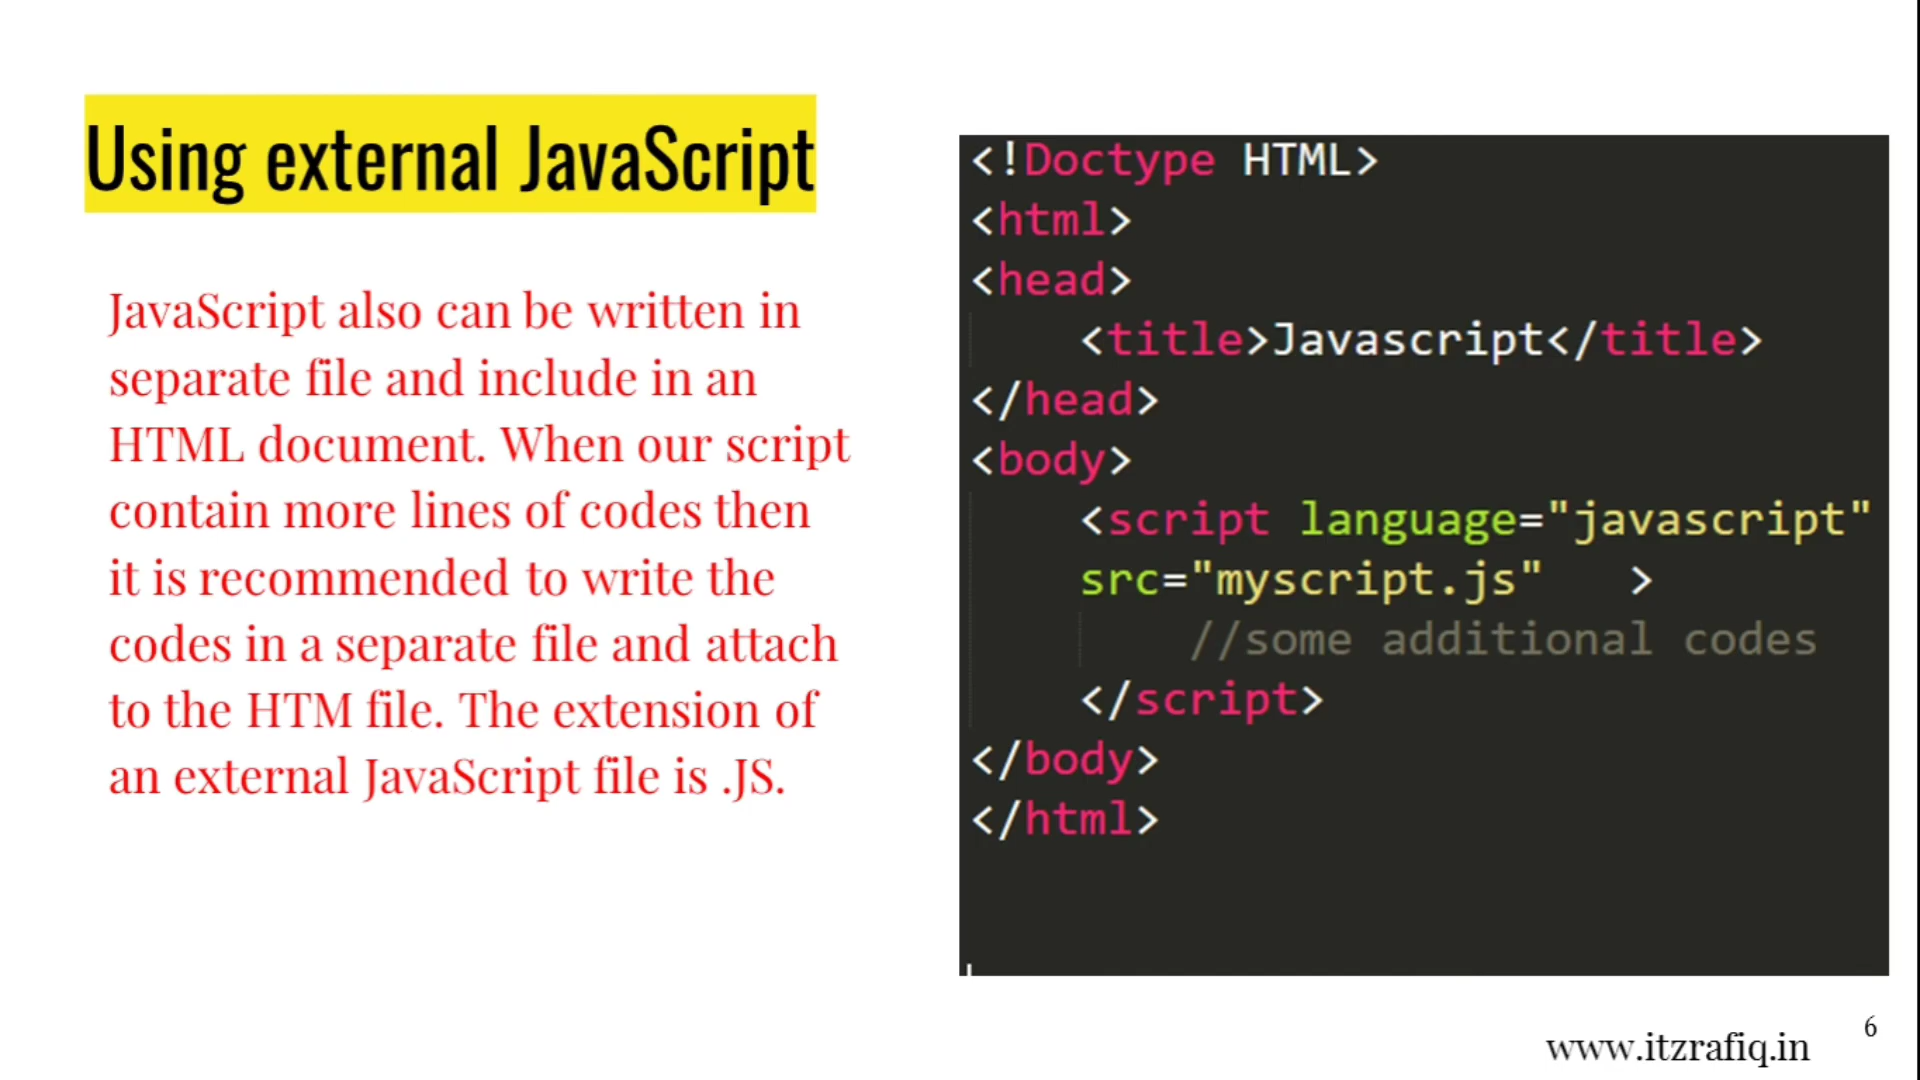 Using external JavaScript
JavaScript also can be written in
separate file and include in an
HTML document. When our script
contain more lines of codes then
it is recommended to write the
codes in a separate file and attach
to the HTM file. The extension of
an external JavaScript file is .JS.
<!Doctype HTML>
<html>
<head>
<title>Javascript</title>
</head>
<body>
<script language="javascript"
src="myscript.js" >
//some additional codes
</script>
</body>
</html>
www.itzrafiq.in
6